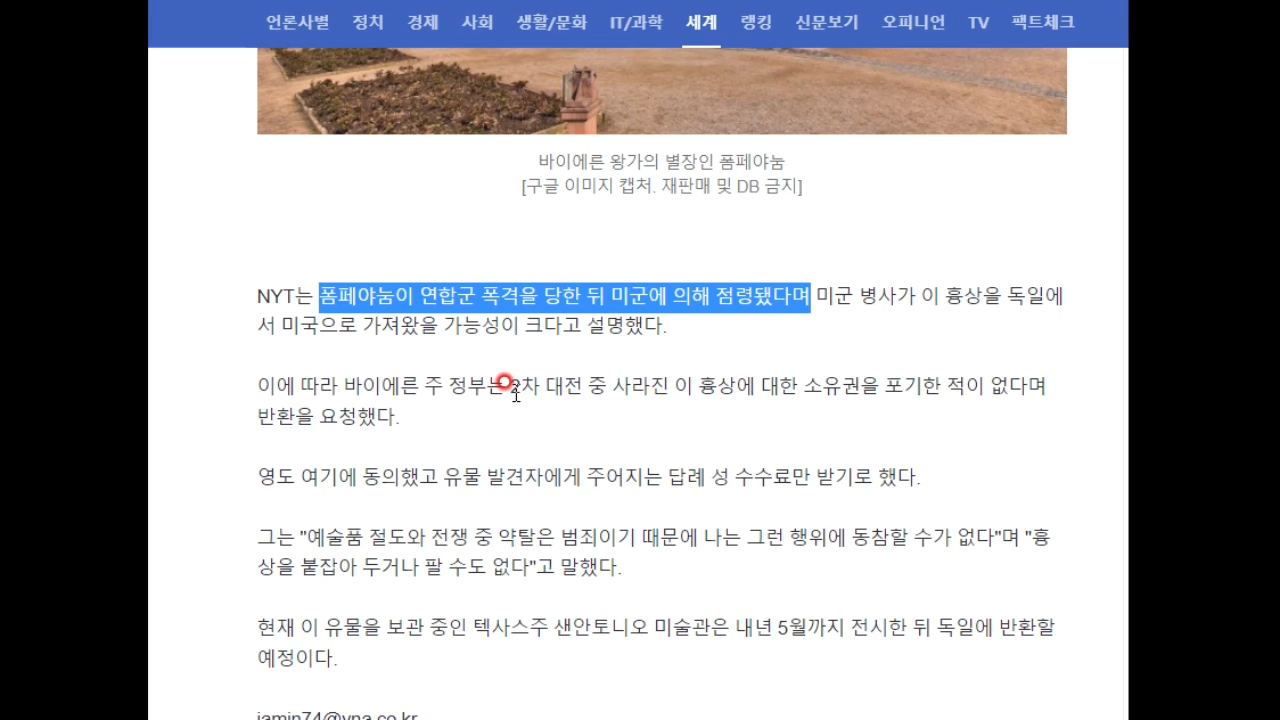 언론사별 정치 경제 사회 생활/문화 IT/과학 세계 랭킹 신문보기 오피니언 TV 팩트체크
바이에른 왕가의 별장인 폼페야눔
[구글 이미지 캡처. 재판매 및 DB 금지]
NYT는 폼페야눔이 연합군 폭격을 당한 뒤 미군에 의해 점령됐다며 미군 병사가 이 흉상을 독일에
서 미국으로 가져왔을 가능성이 크다고 설명했다.
이에 따라 바이에른 주 정부는 2차 대전 중 사라진 이 흉상에 대한 소유권을 포기한 적이 없다며
반환을 요청했다.
영도 여기에 동의했고 유물 발견자에게 주어지는 답례 성 수수료만 받기로 했다.
그는 "예술품 절도와 전쟁 중 약탈은 범죄이기 때문에 나는 그런 행위에 동참할 수가 없다"며 "흉
상을 붙잡아 두거나 팔 수도 없다"고 말했다.
현재 이 유물을 보관 중인 텍사스주 샌안토니오 미술관은 내년 5월까지 전시한 뒤 독일에 반환할
예정이다.
jamin74@yna.co.kr